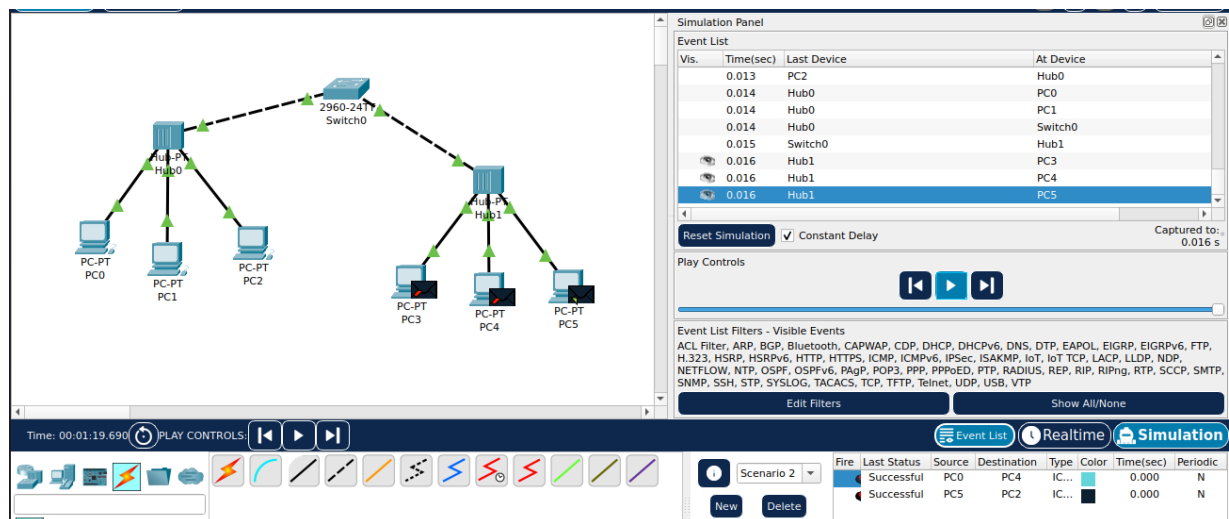 Simulation Panel
Event List
Vis. Time(sec) Last Device At Device
0.013 PC2 Hub0
0.014 Hub0 PC0
0.014 Hub0 PC1
0.014 Hub0 Switch0
0.015 Switch0 Hub1
0.016 Hub1 PC3
0.016 Hub1 PC4
0.016 Hub1 PC5
Reset Simulation Constant Delay Captured to:
0.016 s
Play Controls
Event List Filters - Visible Events
ACL Filter, ARP, BGP, Bluetooth, CAPWAP, CDP, DHCP, DHCPv6, DNS, DTP, EAPOL, EIGRP, EIGRPv6, FTP,
H.323, HSRP, HSRPv6, HTTP, HTTPS, ICMP, ICMPv6, IPSec, ISAKMP, IoT, IoT TCP, LACP, LLDP, NDP,
NETFLOW, NTP, OSPF, OSPFv6, PAgP, POP3, PPP, PPPoED, PTP, RADIUS, REP, RIP, RIPng, RTP, SCCP, SMTP,
SNMP, SSH, STP, SYSLOG, TACACS, TCP, TFTP, Telnet, UDP, USB, VTP
Edit Filters Show All/None
2960-24TT
Switch0
Hub-PT
Hub0
Hub-PT
Hub1
PC-PT
PC0
PC-PT
PC1
PC-PT
PC2
PC-PT
PC3
PC-PT
PC4
PC-PT
PC5
Time: 00:01:19.690 PLAY CONTROLS: Event List Realtime Simulation
Scenario 2
New Delete
Fire Last Status Source Destination Type Color Time(sec) Periodic
Successful PC0 PC4 IC... 0.000 N
Successful PC5 PC2 IC... 0.000 N